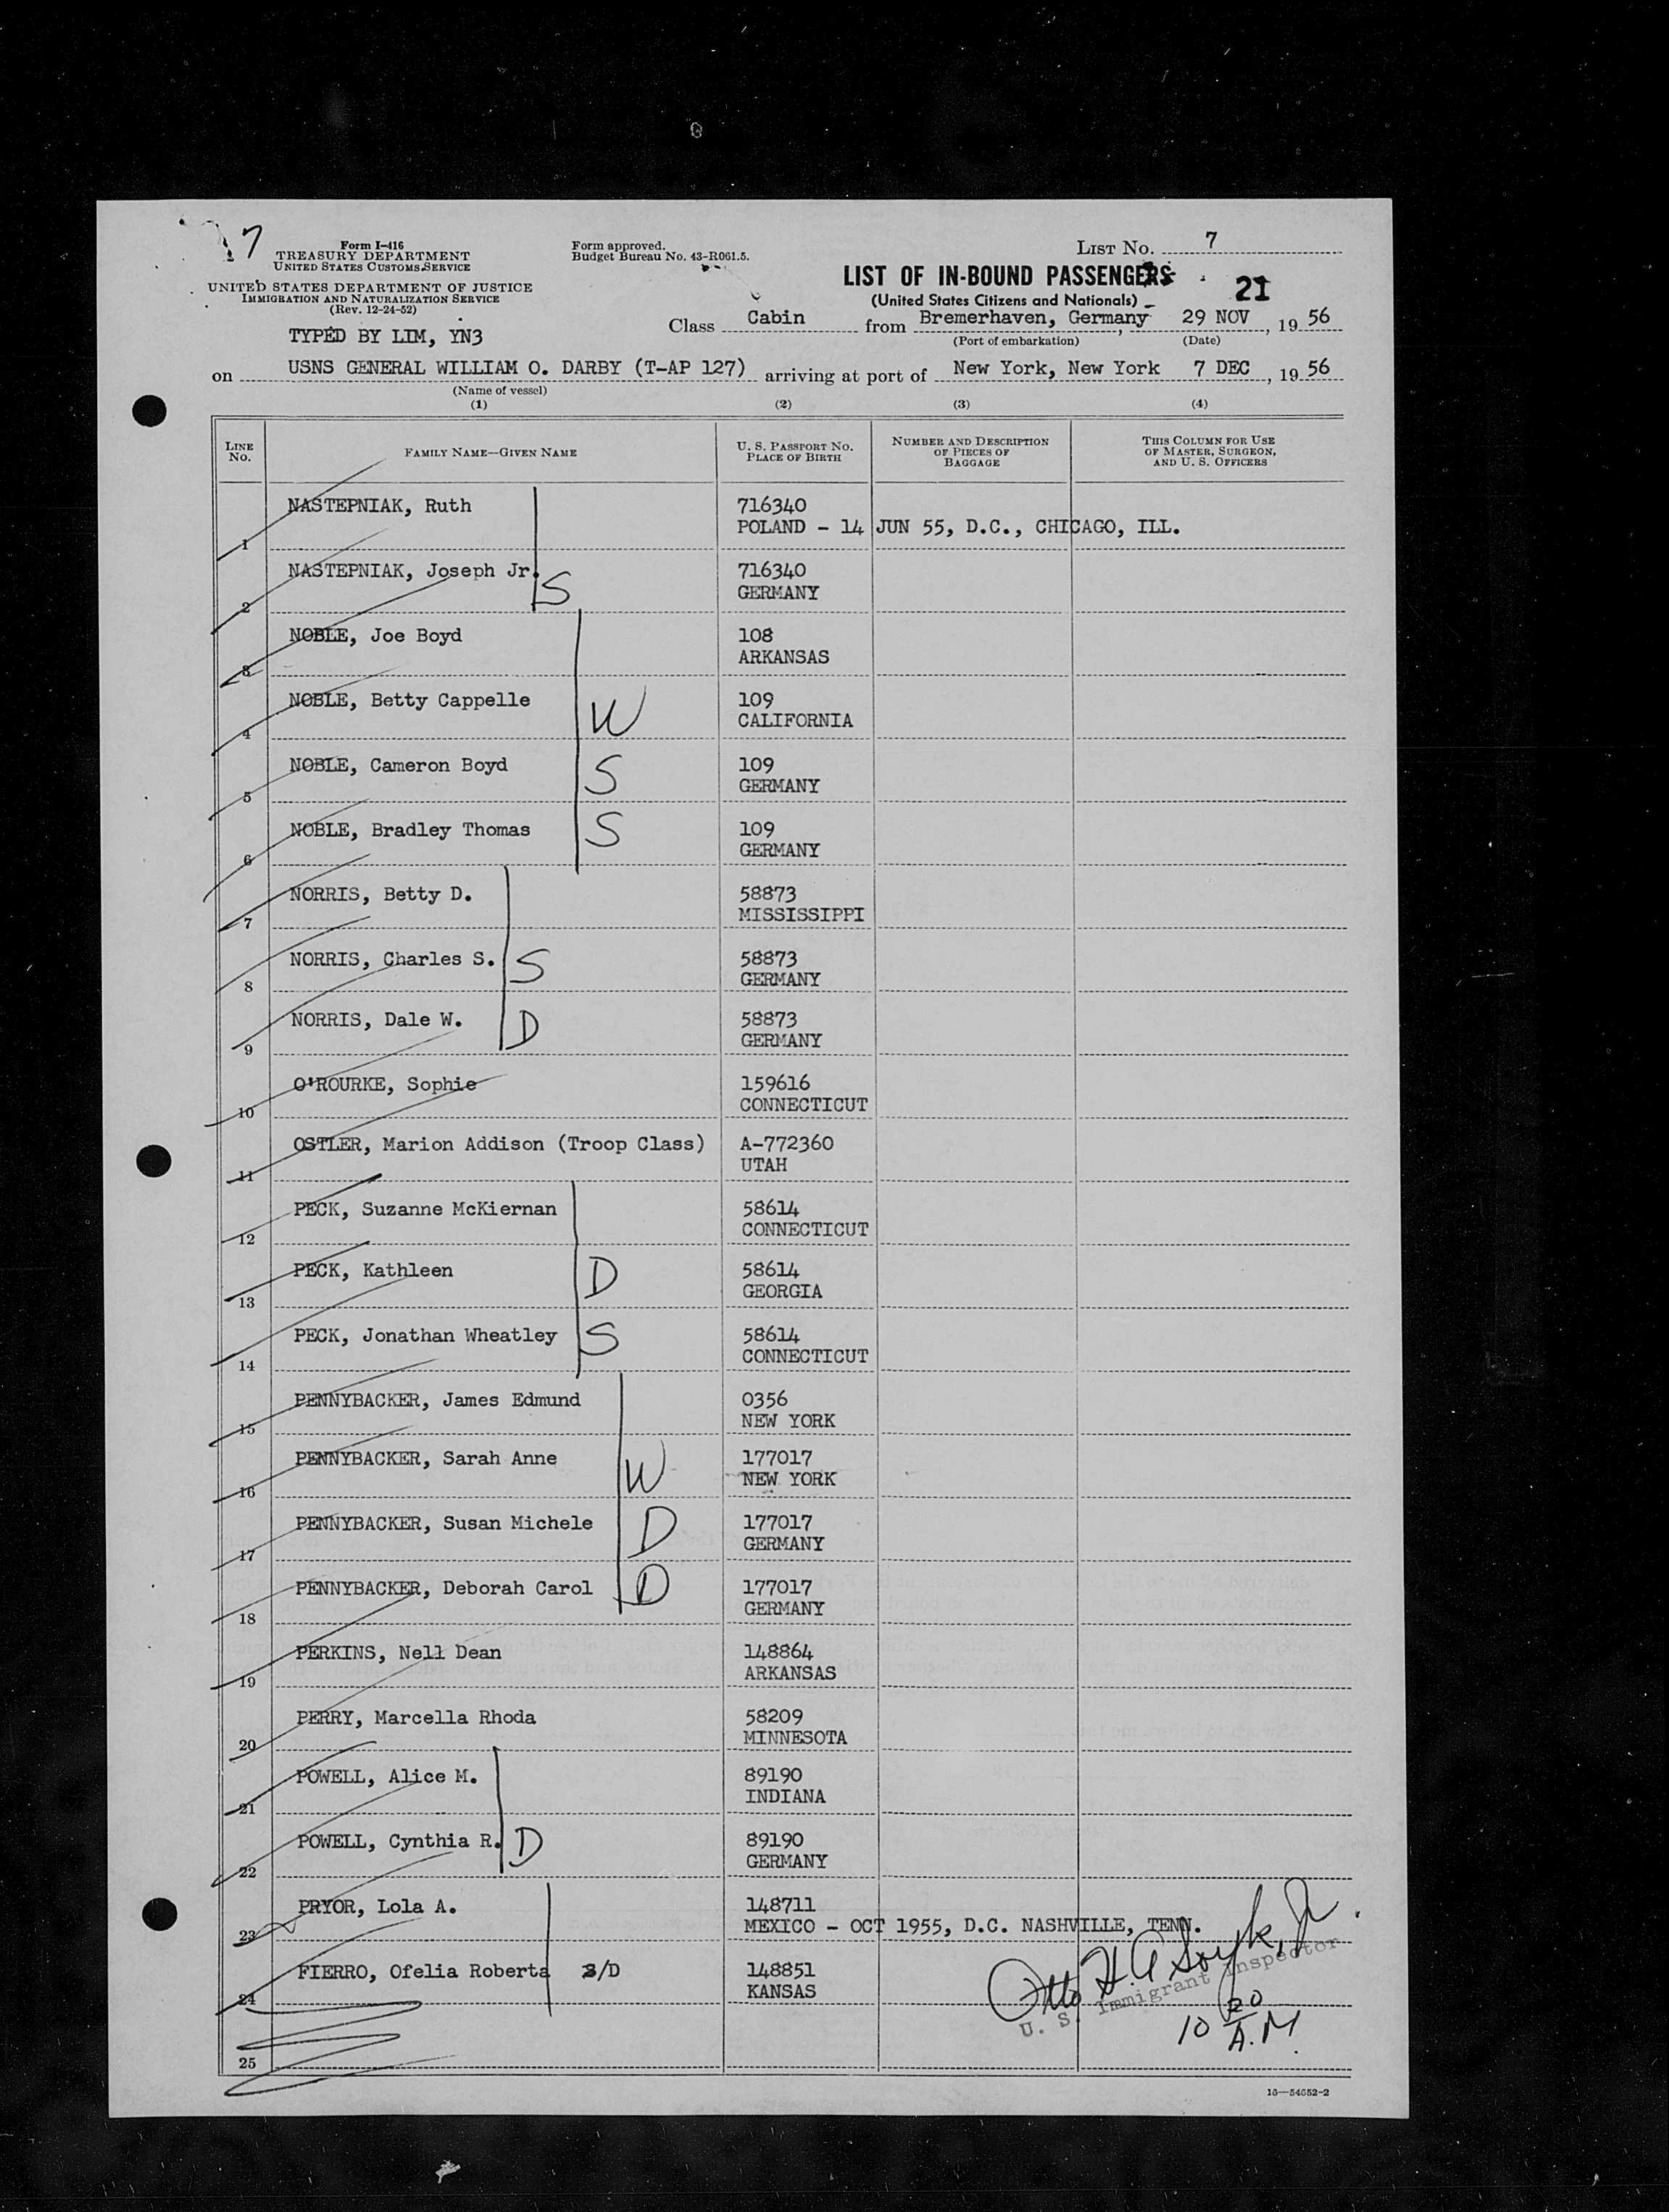 7
Form I-416
TREASURY DEPARTMENT
UNITED STATES CUSTOMS SERVICE
UNITED STATES DEPARTMENT OF JUSTICE
IMMIGRATION AND NATURALIZATION SERVICE
(Rev. 12-24-52)
TYPED BY LIM, YN3
Form approved.
Budget Bureau No. 43-R061.5.
LIST NO. 7
LIST OF IN-BOUND PASSENGERS
21
(United States Citizens and Nationals)
Class Cabin from Bremerhaven, Germany, 29 NOV, 19 56
(Port of embarkation) (Date)
on USNS GENERAL WILLIAM O. DARBY (T-AP 127) arriving at port of New York, New York 7 DEC, 19 56
(Name of vessel)
(1) (2) (3) (4)
LINE NO. FAMILY NAME—GIVEN NAME U. S. PASSPORT NO. PLACE OF BIRTH NUMBER AND DESCRIPTION OF PIECES OF BAGGAGE THIS COLUMN FOR USE OF MASTER, SURGEON, AND U. S. OFFICERS
NASTEPNIAK, Ruth 716340
1 POLAND - 14 JUN 55, D.C., CHICAGO, ILL.
NASTEPNIAK, Joseph Jr. S 716340
2 GERMANY
NOBLE, Joe Boyd 108
3 ARKANSAS
NOBLE, Betty Cappelle W 109
4 CALIFORNIA
NOBLE, Cameron Boyd S 109
5 GERMANY
NOBLE, Bradley Thomas S 109
6 GERMANY
NORRIS, Betty D. 58873
7 MISSISSIPPI
NORRIS, Charles S. S 58873
8 GERMANY
NORRIS, Dale W. D 58873
9 GERMANY
O'ROURKE, Sophie 159616
10 CONNECTICUT
OSTLER, Marion Addison (Troop Class) A-772360
11 UTAH
PECK, Suzanne McKiernan 58614
12 CONNECTICUT
PECK, Kathleen D 58614
13 GEORGIA
PECK, Jonathan Wheatley S 58614
14 CONNECTICUT
PENNYBACKER, James Edmund 0356
15 NEW YORK
PENNYBACKER, Sarah Anne W 177017
16 NEW YORK
PENNYBACKER, Susan Michele D 177017
17 GERMANY
PENNYBACKER, Deborah Carol D 177017
18 GERMANY
PERKINS, Nell Dean 148864
19 ARKANSAS
PERRY, Marcella Rhoda 58209
20 MINNESOTA
POWELL, Alice M. 89190
21 INDIANA
POWELL, Cynthia R. D 89190
22 GERMANY
PRYOR, Lola A. 148711
23 MEXICO - OCT 1955, D.C. NASHVILLE, TENN.
FIERRO, Ofelia Roberta S/D 148851
24 KANSAS
Otto H. Jr.
U. S. Immigrant Inspector
10 20 A.M.
25
16—54652-2